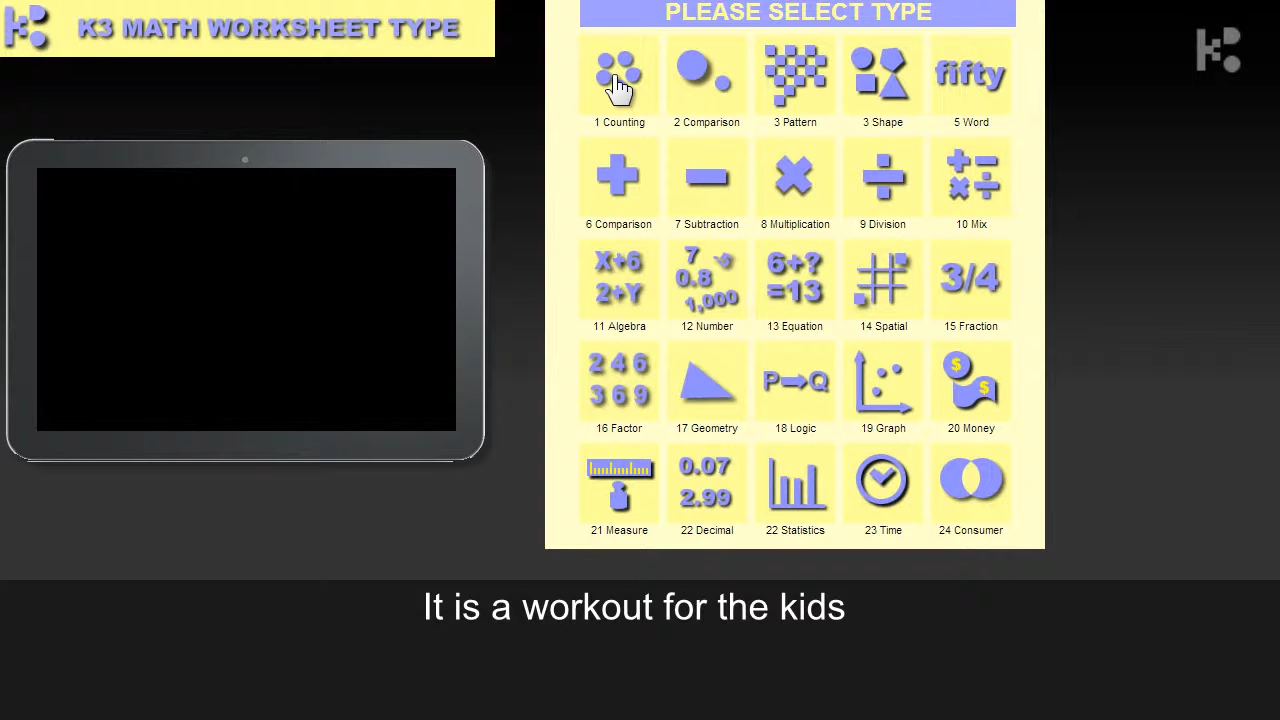 K3 MATH WORKSHEET TYPE
PLEASE SELECT TYPE
fifty
1 Counting
2 Comparison
3 Pattern
3 Shape
5 Word
6 Comparison
7 Subtraction
8 Multiplication
9 Division
10 Mix
X+6
2+Y
7
0.8
1,000
6+?
=13
3/4
11 Algebra
12 Number
13 Equation
14 Spatial
15 Fraction
2 4 6
3 6 9
P➡Q
$
$
16 Factor
17 Geometry
18 Logic
19 Graph
20 Money
0.07
2.99
21 Measure
22 Decimal
22 Statistics
23 Time
24 Consumer
It is a workout for the kids